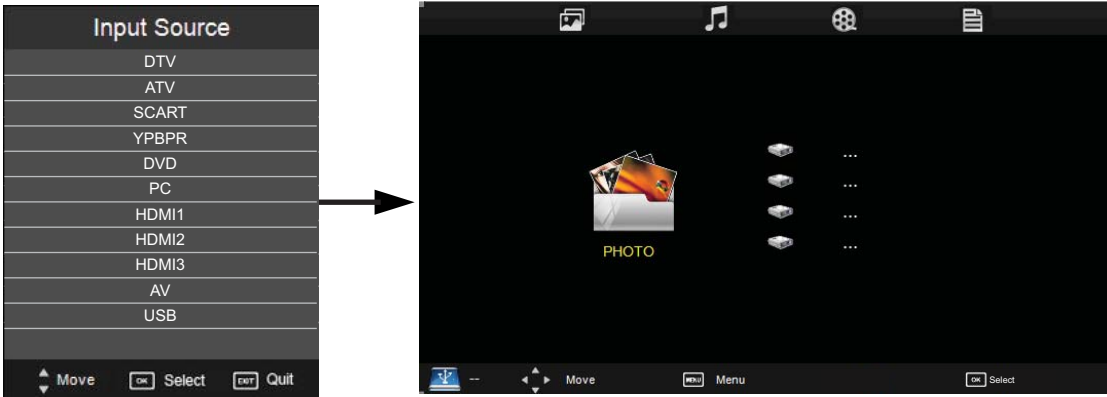 Input Source
DTV
ATV
SCART
YPBPR
DVD
PC
HDMI1
HDMI2
HDMI3
AV
USB
Move OK Select EXIT Quit
...
...
...
...
PHOTO
-- Move MENU Menu OK Select